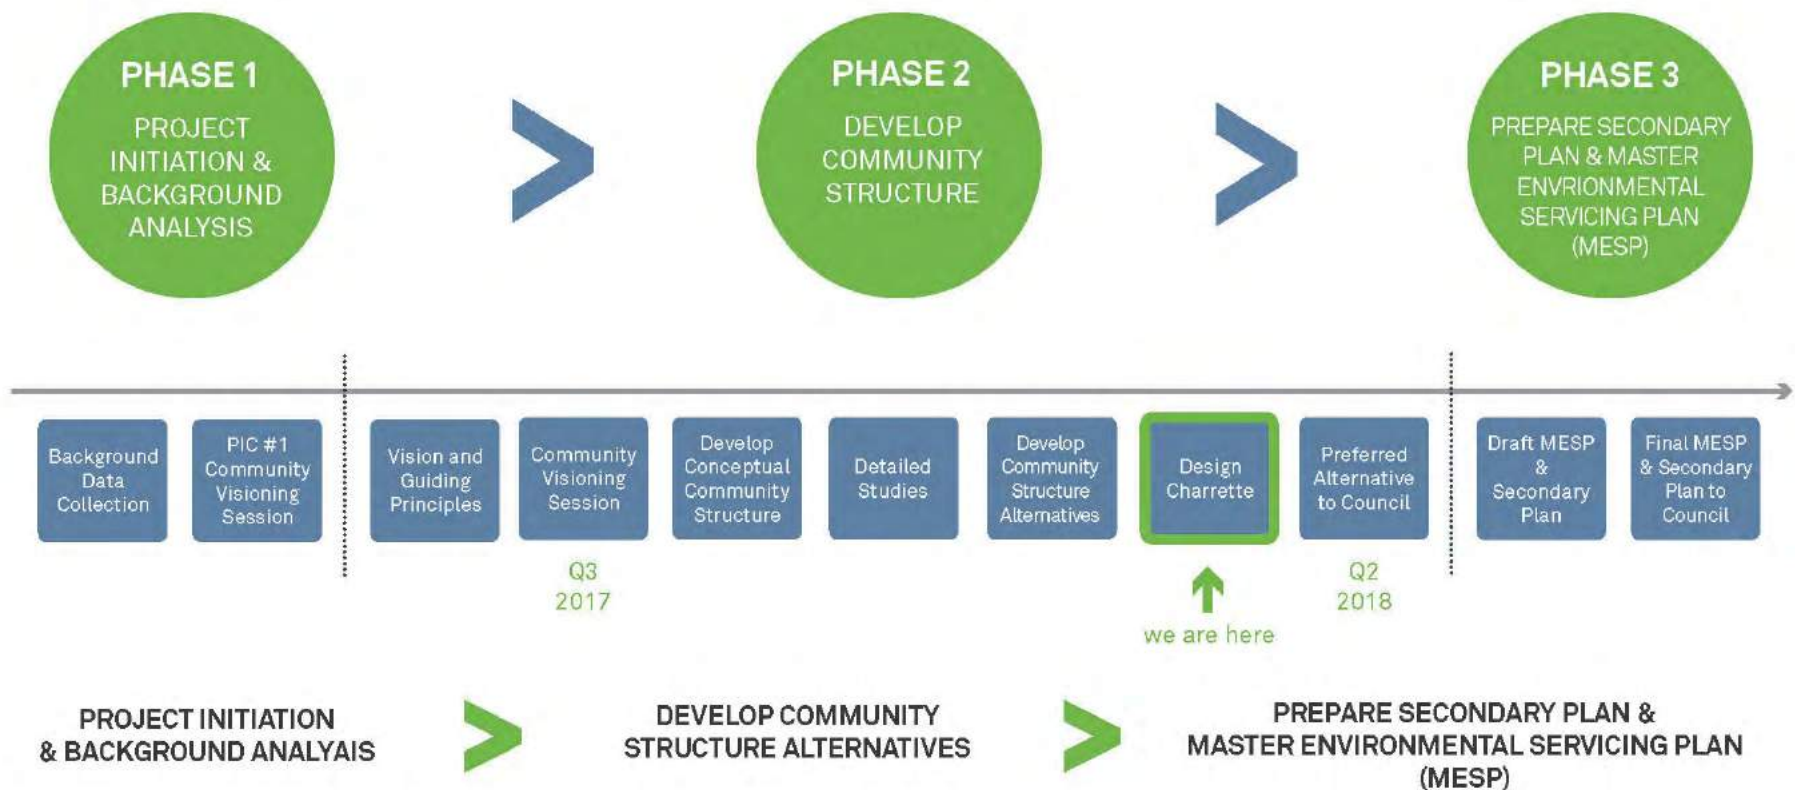 PHASE 1
PROJECT
INITIATION &
BACKGROUND
ANALYSIS
>
PHASE 2
DEVELOP
COMMUNITY
STRUCTURE
>
PHASE 3
PREPARE SECONDARY
PLAN & MASTER
ENVRIONMENTAL
SERVICING PLAN
(MESP)
Background
Data
Collection
PIC #1
Community
Visioning
Session
Vision and
Guiding
Principles
Community
Visioning
Session
Q3
2017
Develop
Conceptual
Community
Structure
Detailed
Studies
Develop
Community
Structure
Alternatives
Design
Charrette
we are here
Preferred
Alternative
to Council
Q2
2018
Draft MESP
&
Secondary
Plan
Final MESP
& Secondary
Plan to
Council
PROJECT INITIATION
& BACKGROUND ANALYAIS
>
DEVELOP COMMUNITY
STRUCTURE ALTERNATIVES
>
PREPARE SECONDARY PLAN &
MASTER ENVIRONMENTAL SERVICING PLAN
(MESP)